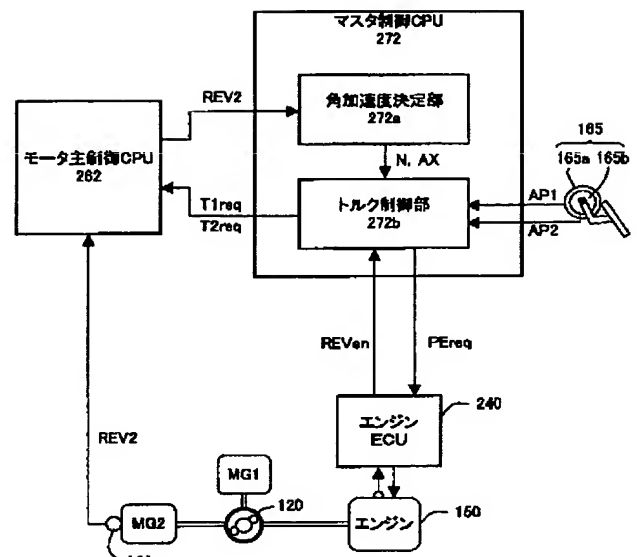 マスタ制御CPU
272
角加速度決定部
272a
REV2
N, AX
モータ主制御CPU
262
T1req
T2req
トルク制御部
272b
165
165a 165b
AP1
AP2
REVen
PEreq
エンジン
ECU
240
REV2
MG1
MG2
120
エンジン
150